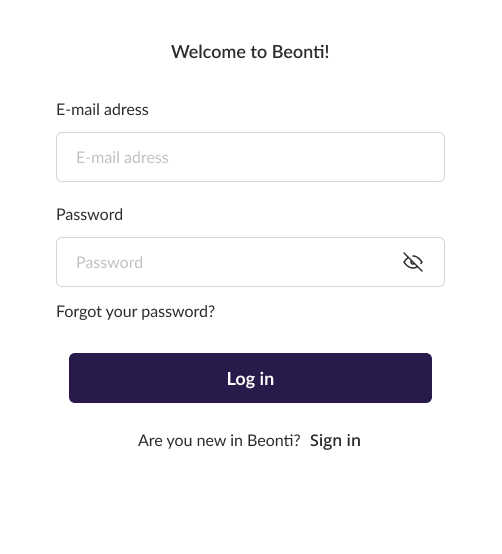 Welcome to Beonti!
E-mail adress
E-mail adress
Password
Password
Forgot your password?
Log in
Are you new in Beonti? Sign in